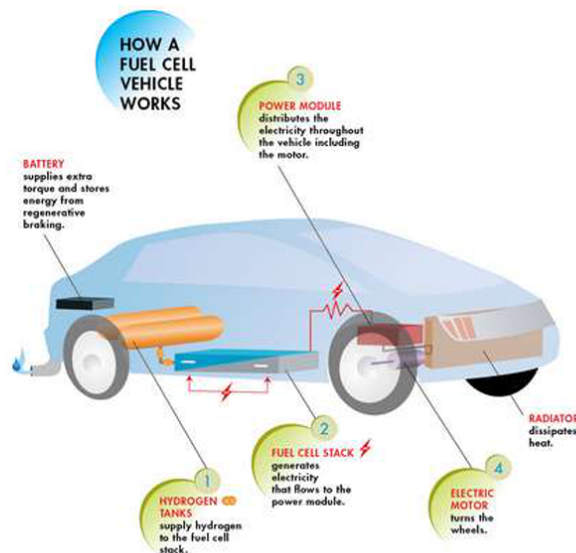 HOW A
FUEL CELL
VEHICLE
WORKS
3
POWER MODULE
distributes the
electricity throughout
the vehicle including
the motor.
BATTERY
supplies extra
torque and stores
energy from
regenerative
braking.
RADIATOR
dissipates
heat.
2
FUEL CELL STACK
generates
electricity
that flows to the
power module.
4
ELECTRIC
MOTOR
turns the
wheels.
1
HYDROGEN
TANKS
supply hydrogen
to the fuel cell
stack.